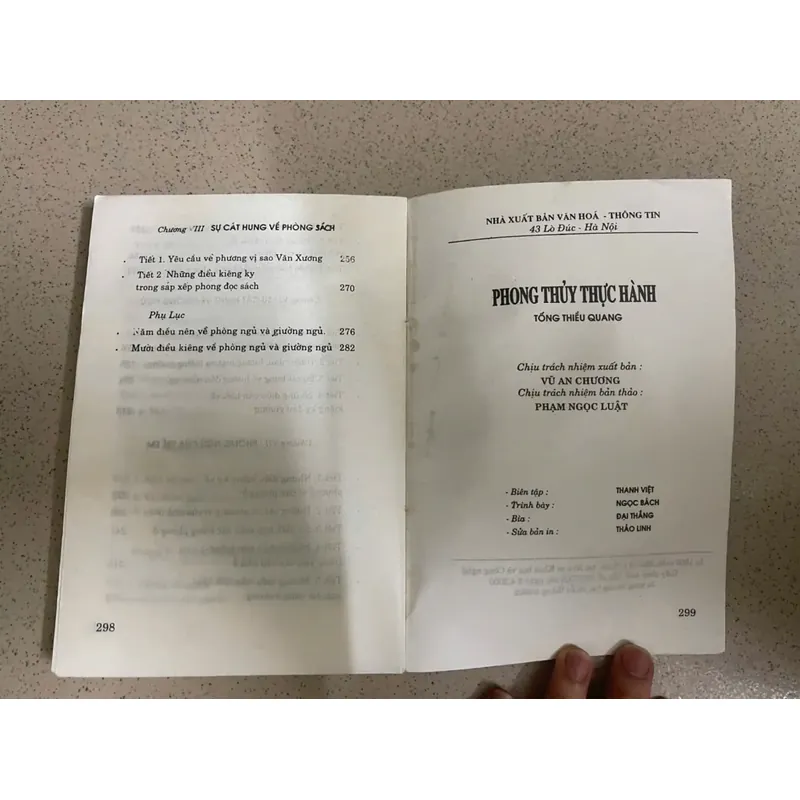 Chương VIII SỰ CÁT HUNG VỀ PHÒNG SÁCH
Tiết 1. Yêu cầu về phương vị sao Văn Xương 256
Tiết 2 Những điều kiêng ky
trong sắp xếp phong đọc sách 270
Phụ Lục
Năm điều nên về phòng ngủ và giường ngủ. 276
Mười điều kiêng về phòng ngủ và giường ngủ 282
298
NHÀ XUẤT BẢN VĂN HOÁ - THÔNG TIN
43 Lò Đúc - Hà Nội
PHONG THỦY THỰC HÀNH
TỐNG THIỀU QUANG
Chịu trách nhiệm xuất bản :
VŨ AN CHƯƠNG
Chịu trách nhiệm bản thảo :
PHẠM NGỌC LUẬT
- Biên tập : THANH VIỆT
- Trình bày : NGỌC BÁCH
- Bìa : ĐẠI THẮNG
- Sửa bản in : THẢO LINH
299